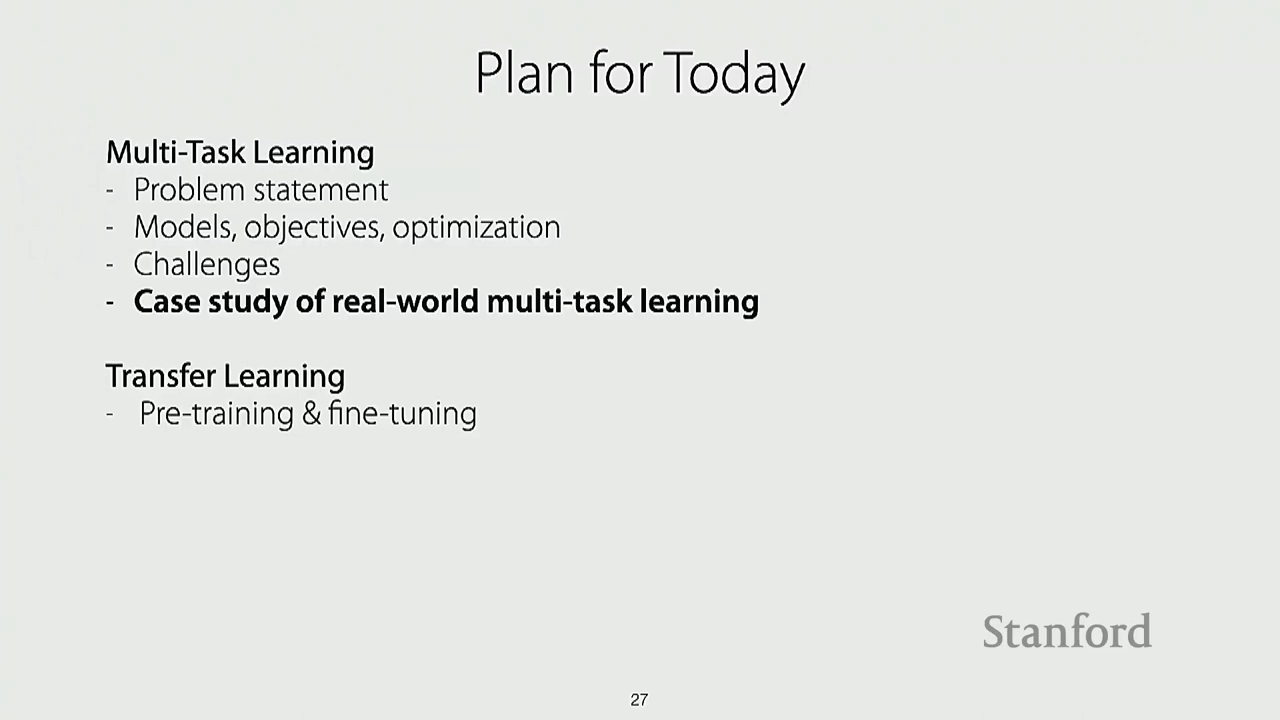 Plan for Today
Multi-Task Learning
- Problem statement
- Models, objectives, optimization
- Challenges
- Case study of real-world multi-task learning
Transfer Learning
- Pre-training & fine-tuning
Stanford
27